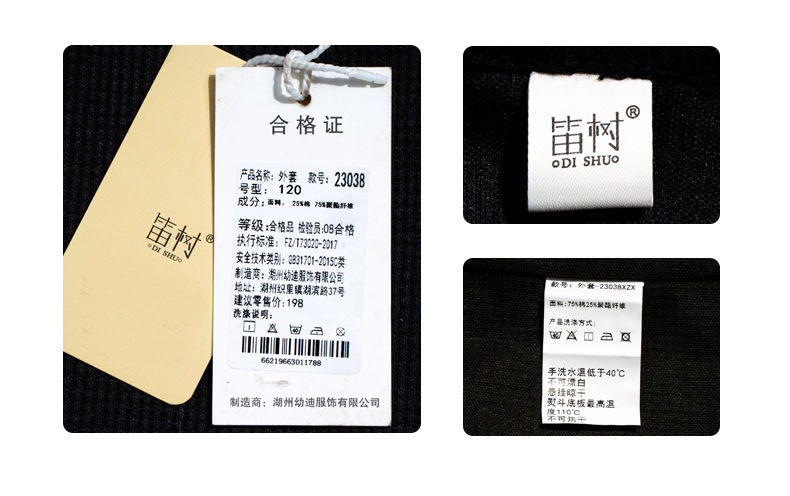 笛树®
DI SHU
合格证
产品名称：外套 款号：23038
号型：120
成分：面料：25%棉 75%聚酯纤维
等级：合格品 检验员：08合格
执行标准：FZ/T73020-2017
安全技术类别：GB31701-2015C类
制造商：湖州幼迪服饰有限公司
地址：湖州织里镇湖滨路37号
建议零售价：198
洗涤说明：
66219663011788
制造商：湖州幼迪服饰有限公司
笛树®
DI SHU
款号：外套-23038XZX
面料：75%棉25%聚酯纤维
产品洗涤方式：
手洗水温低于40℃
不可漂白
悬挂晾干
熨斗底板最高温
度110℃
不可烘干